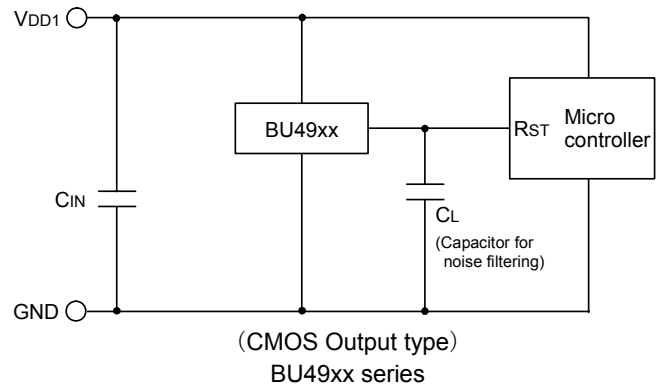 VDD1
BU49xx
RST
Micro
controller
CIN
CL
(Capacitor for
noise filtering)
GND
（CMOS Output type）
BU49xx series